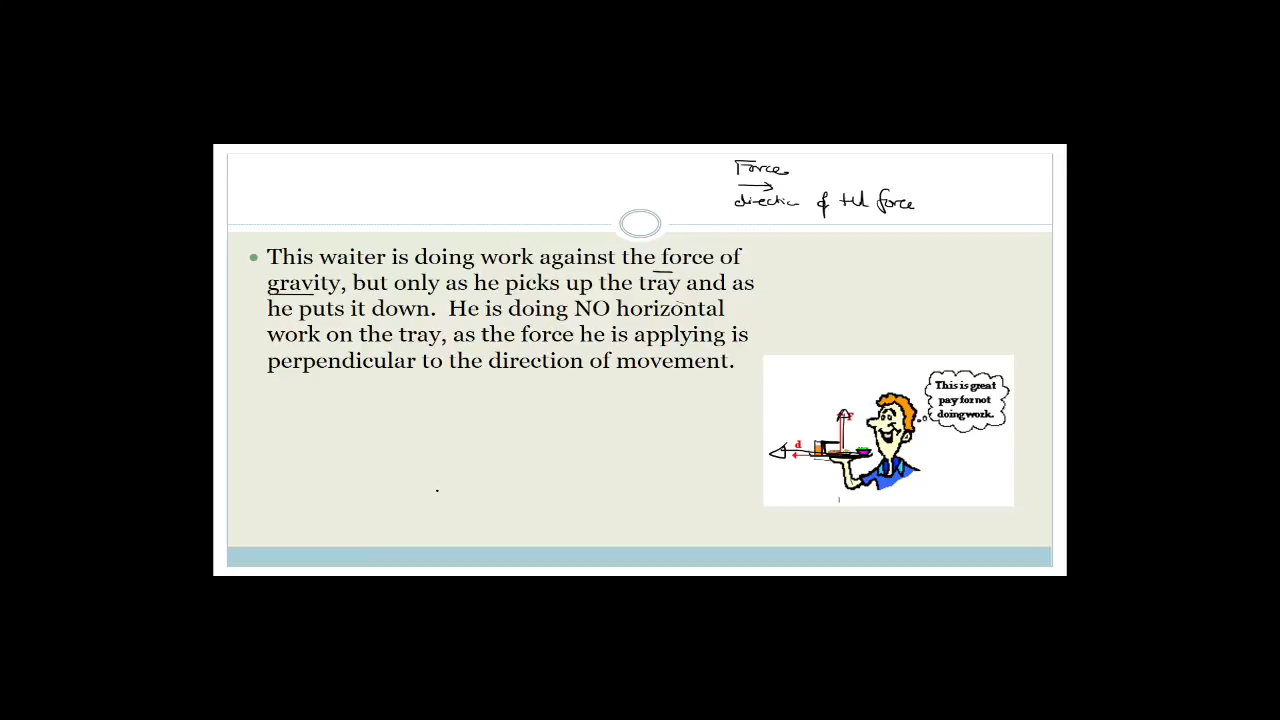 Force
direction of the force
• This waiter is doing work against the force of
gravity, but only as he picks up the tray and as
he puts it down. He is doing NO horizontal
work on the tray, as the force he is applying is
perpendicular to the direction of movement.
This is great
pay for not
doing work.
F
d